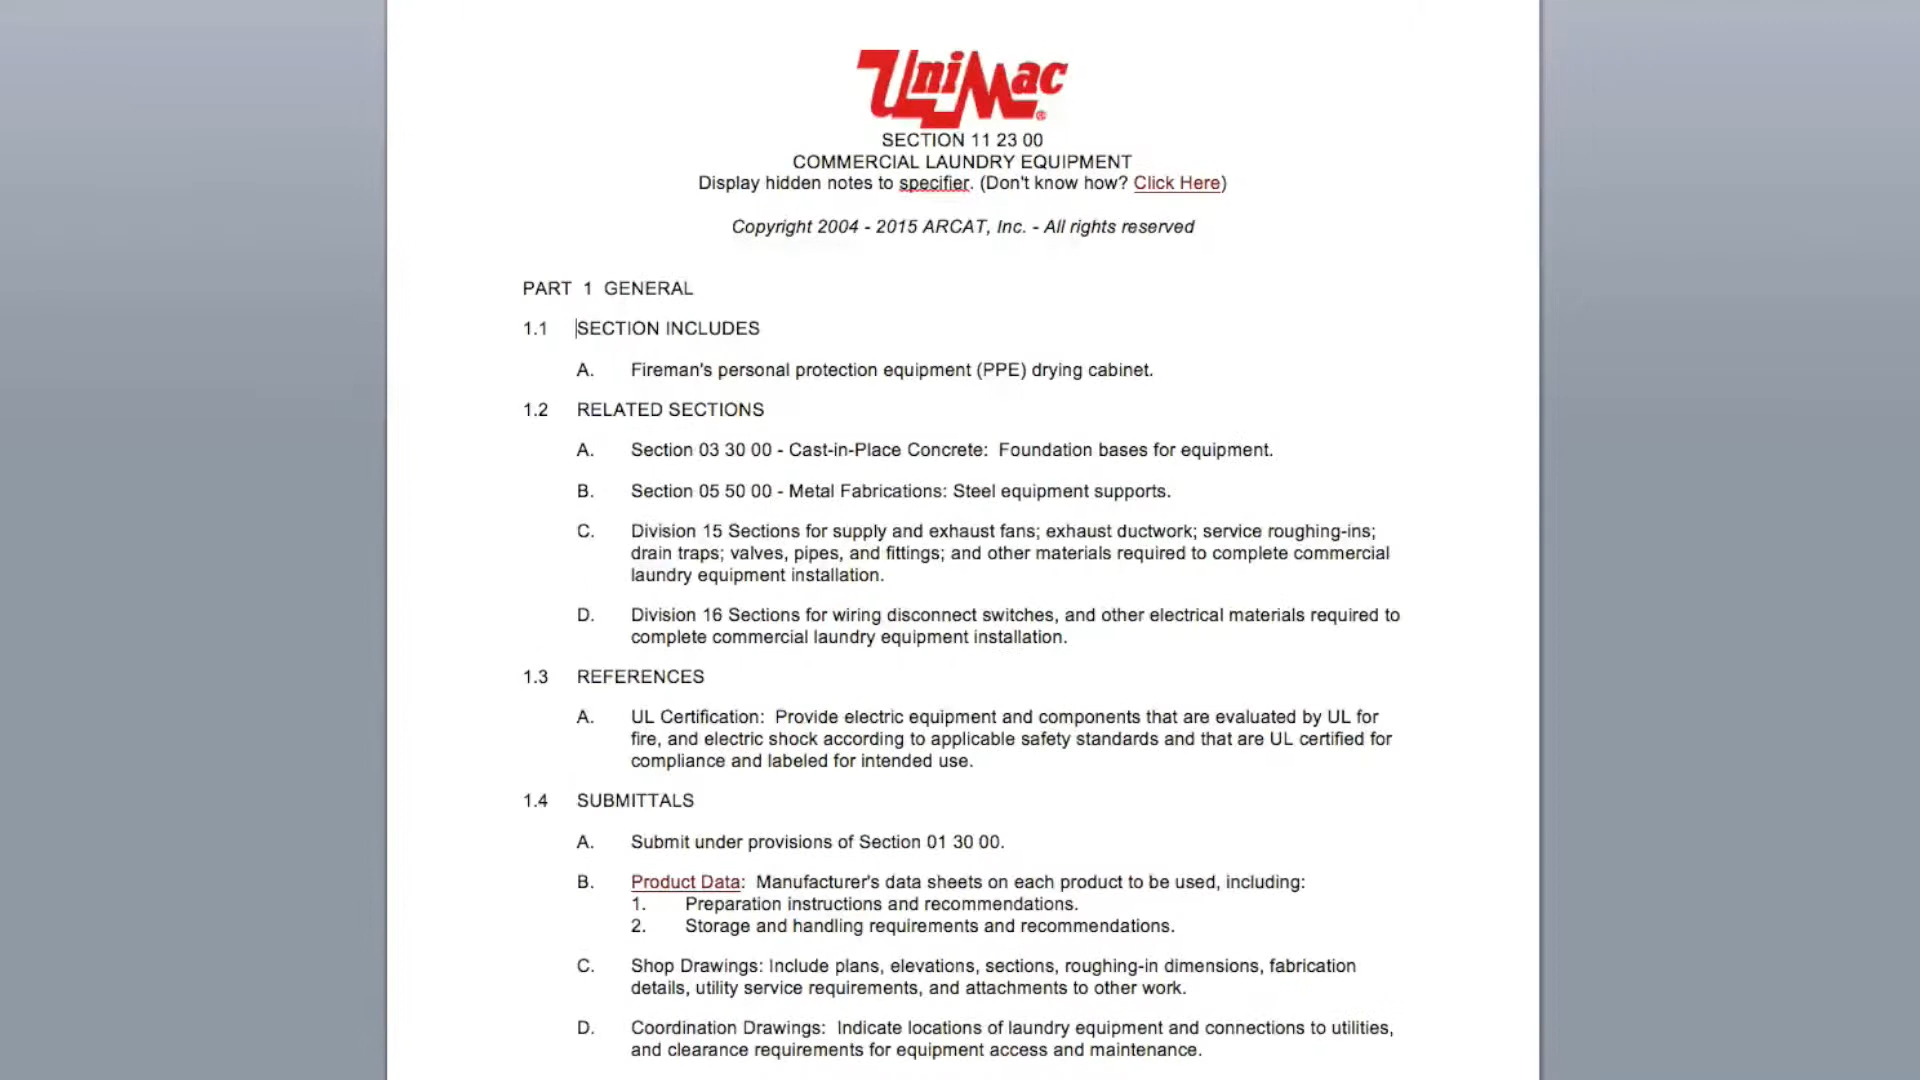 UniMac®
SECTION 11 23 00
COMMERCIAL LAUNDRY EQUIPMENT
Display hidden notes to specifier. (Don't know how? Click Here)
Copyright 2004 - 2015 ARCAT, Inc. - All rights reserved
PART 1 GENERAL
1.1 SECTION INCLUDES
A. Fireman's personal protection equipment (PPE) drying cabinet.
1.2 RELATED SECTIONS
A. Section 03 30 00 - Cast-in-Place Concrete: Foundation bases for equipment.
B. Section 05 50 00 - Metal Fabrications: Steel equipment supports.
C. Division 15 Sections for supply and exhaust fans; exhaust ductwork; service roughing-ins;
drain traps; valves, pipes, and fittings; and other materials required to complete commercial
laundry equipment installation.
D. Division 16 Sections for wiring disconnect switches, and other electrical materials required to
complete commercial laundry equipment installation.
1.3 REFERENCES
A. UL Certification: Provide electric equipment and components that are evaluated by UL for
fire, and electric shock according to applicable safety standards and that are UL certified for
compliance and labeled for intended use.
1.4 SUBMITTALS
A. Submit under provisions of Section 01 30 00.
B. Product Data: Manufacturer's data sheets on each product to be used, including:
1. Preparation instructions and recommendations.
2. Storage and handling requirements and recommendations.
C. Shop Drawings: Include plans, elevations, sections, roughing-in dimensions, fabrication
details, utility service requirements, and attachments to other work.
D. Coordination Drawings: Indicate locations of laundry equipment and connections to utilities,
and clearance requirements for equipment access and maintenance.